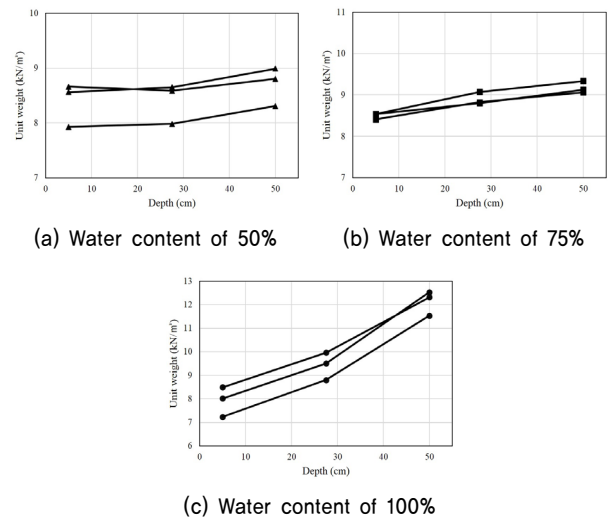 10
9
8
7
0 10 20 30 40 50
Unit weight (kN/m³)
Depth (cm)
(a) Water content of 50%
11
10
9
8
7
0 10 20 30 40 50
Unit weight (kN/m³)
Depth (cm)
(b) Water content of 75%
13
12
11
10
9
8
7
6
0 10 20 30 40 50
Unit weight (kN/m³)
Depth (cm)
(c) Water content of 100%